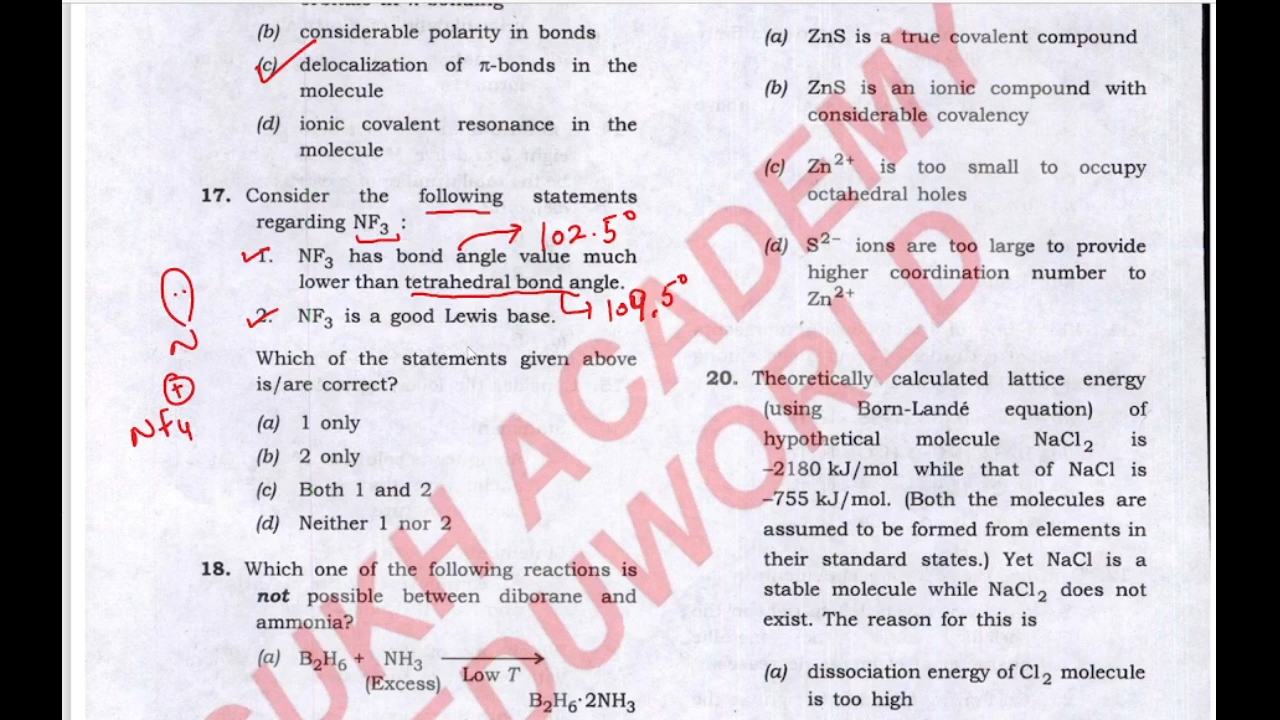 (b) considerable polarity in bonds
(c) delocalization of π-bonds in the
molecule
(d) ionic covalent resonance in the
molecule
17. Consider the following statements
regarding NF₃ :
102.5°
1. NF₃ has bond angle value much
lower than tetrahedral bond angle.
109.5°
2. NF₃ is a good Lewis base.
N
⊕
NF4
Which of the statements given above
is/are correct?
(a) 1 only
(b) 2 only
(c) Both 1 and 2
(d) Neither 1 nor 2
18. Which one of the following reactions is
not possible between diborane and
ammonia?
(a) B₂H₆ + NH₃
(Excess)
Low T
B₂H₆·2NH₃
(a) ZnS is a true covalent compound
(b) ZnS is an ionic compound with
considerable covalency
(c) Zn²⁺ is too small to occupy
octahedral holes
(d) S²⁻ ions are too large to provide
higher coordination number to
Zn²⁺
20. Theoretically calculated lattice energy
(using Born-Landé equation) of
hypothetical molecule NaCl₂ is
–2180 kJ/mol while that of NaCl is
–755 kJ/mol. (Both the molecules are
assumed to be formed from elements in
their standard states.) Yet NaCl is a
stable molecule while NaCl₂ does not
exist. The reason for this is
(a) dissociation energy of Cl₂ molecule
is too high
SUKH ACADEMY
EDUWORLD